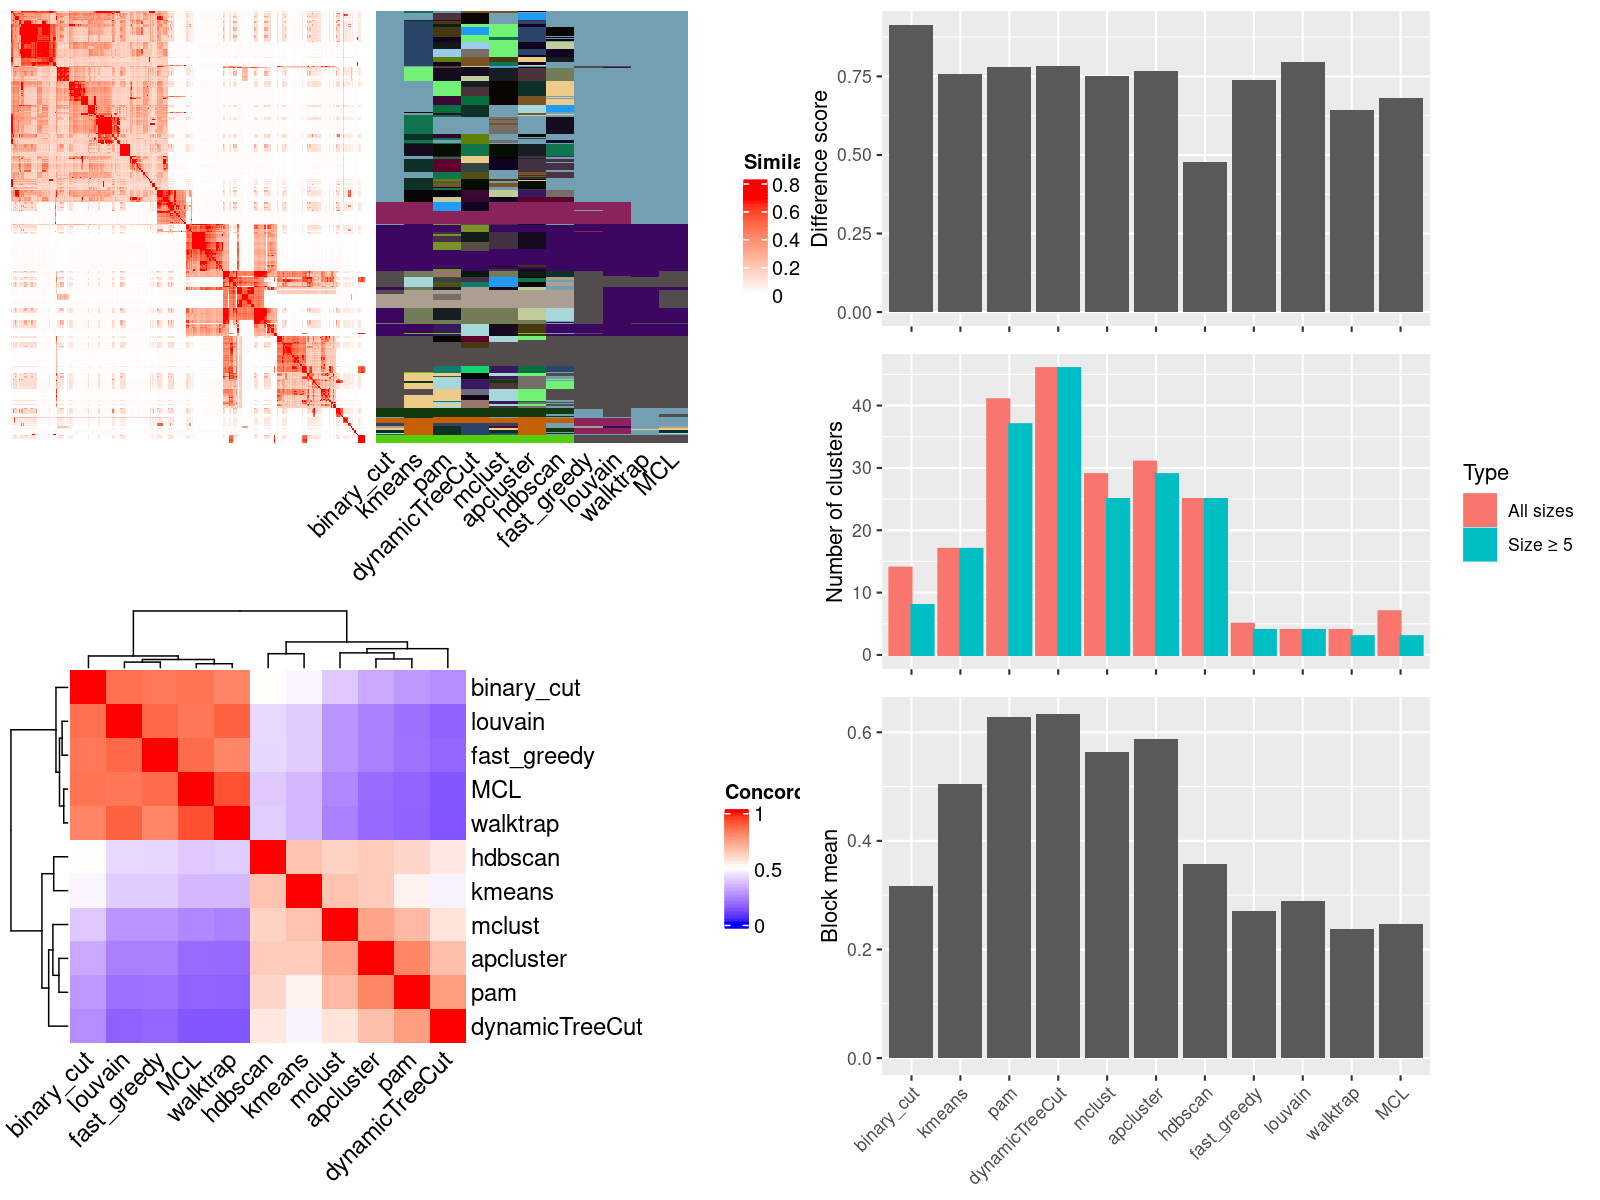 Simila
0.8
0.6
0.4
0.2
0
binary_cut
kmeans
pam
dynamicTreeCut
mclust
apcluster
hdbscan
fast_greedy
louvain
walktrap
MCL
binary_cut
louvain
fast_greedy
MCL
walktrap
hdbscan
kmeans
mclust
apcluster
pam
dynamicTreeCut
binary_cut
louvain
fast_greedy
MCL
walktrap
hdbscan
kmeans
mclust
apcluster
pam
dynamicTreeCut
Concord
1
0.5
0
Difference score
0.75
0.50
0.25
0.00
Number of clusters
40
30
20
10
0
Type
All sizes
Size ≥ 5
Block mean
0.6
0.4
0.2
0.0
binary_cut
kmeans
pam
dynamicTreeCut
mclust
apcluster
hdbscan
fast_greedy
louvain
walktrap
MCL